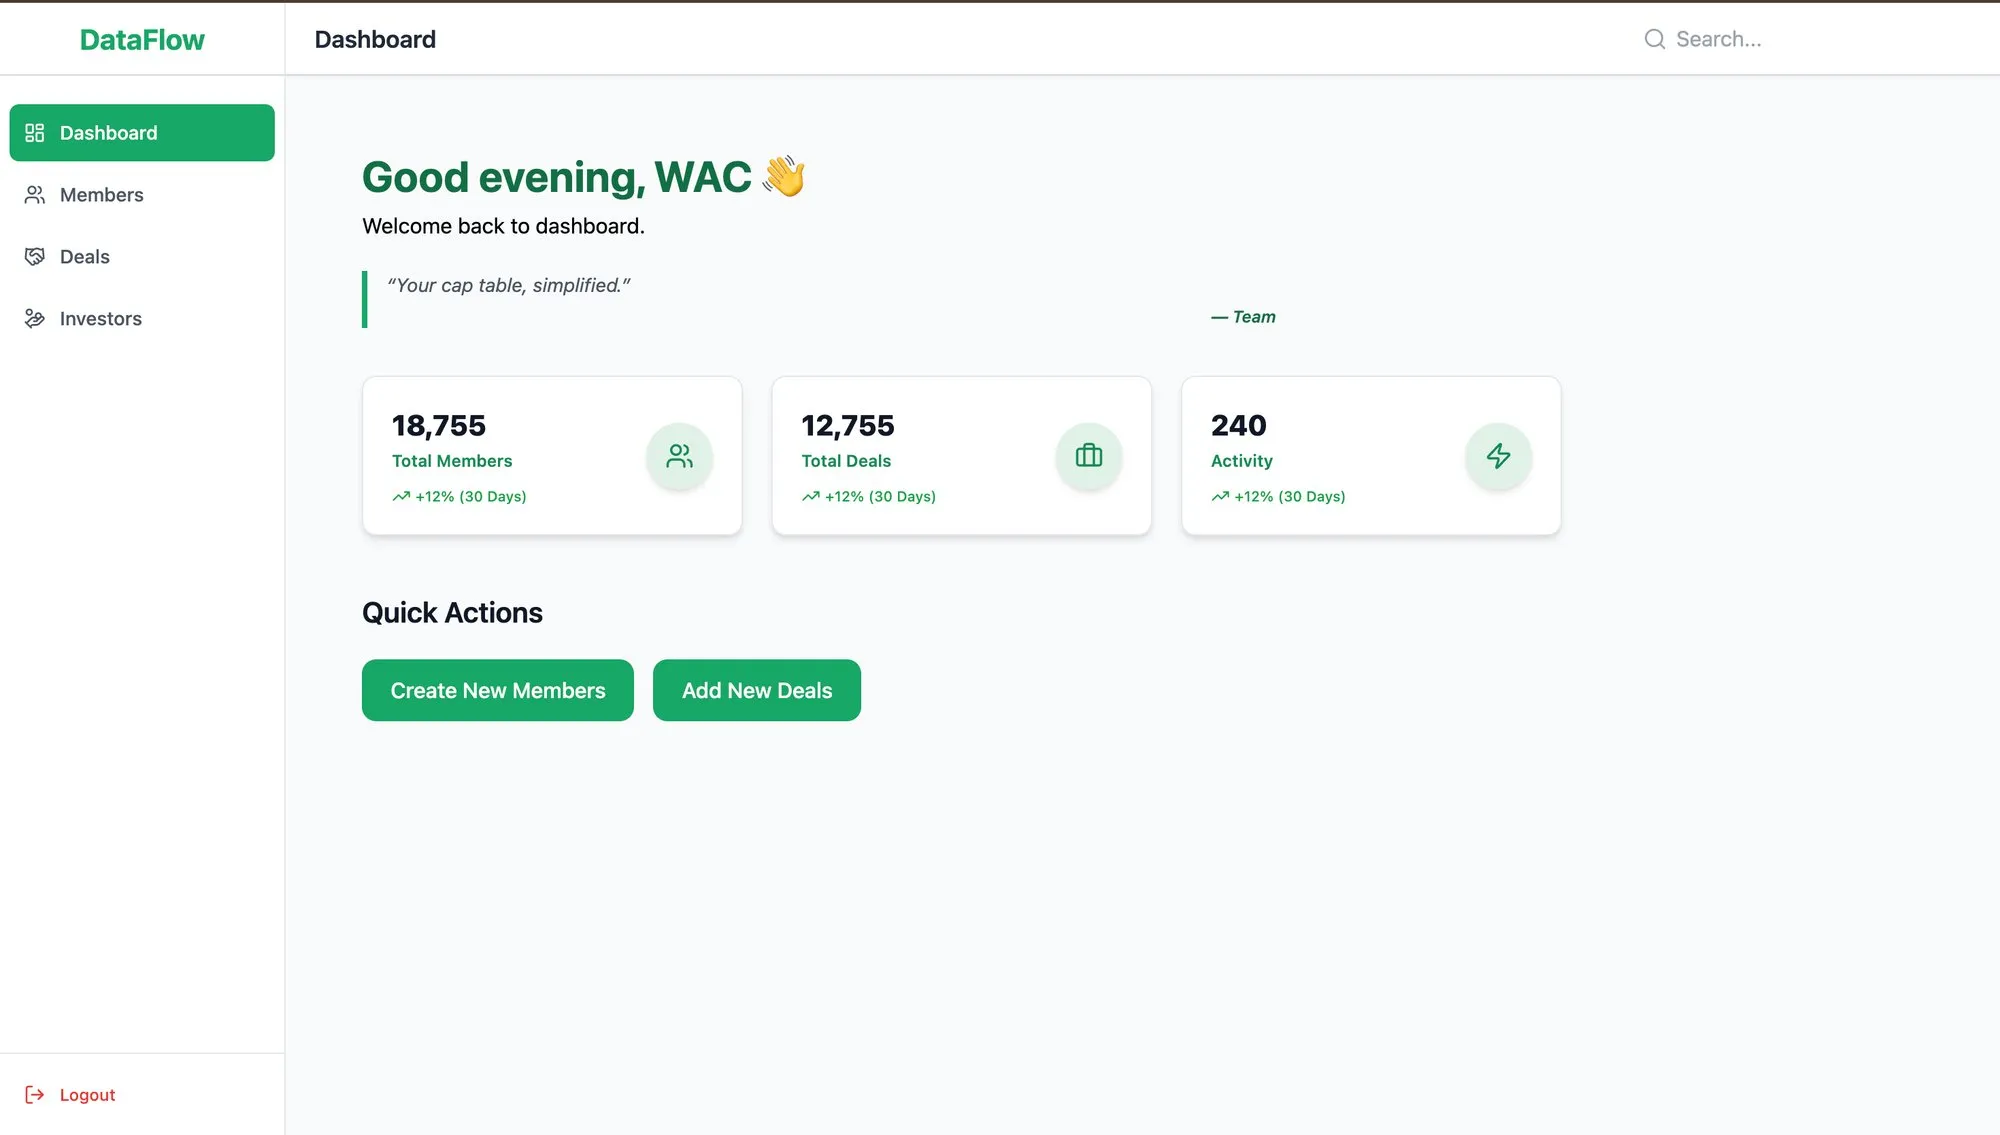 DataFlow
Dashboard
Search...
Dashboard
Members
Deals
Investors
Logout
Good evening, WAC 👋
Welcome back to dashboard.
“Your cap table, simplified.”
— Team
18,755
Total Members
+12% (30 Days)
12,755
Total Deals
+12% (30 Days)
240
Activity
+12% (30 Days)
Quick Actions
Create New Members
Add New Deals